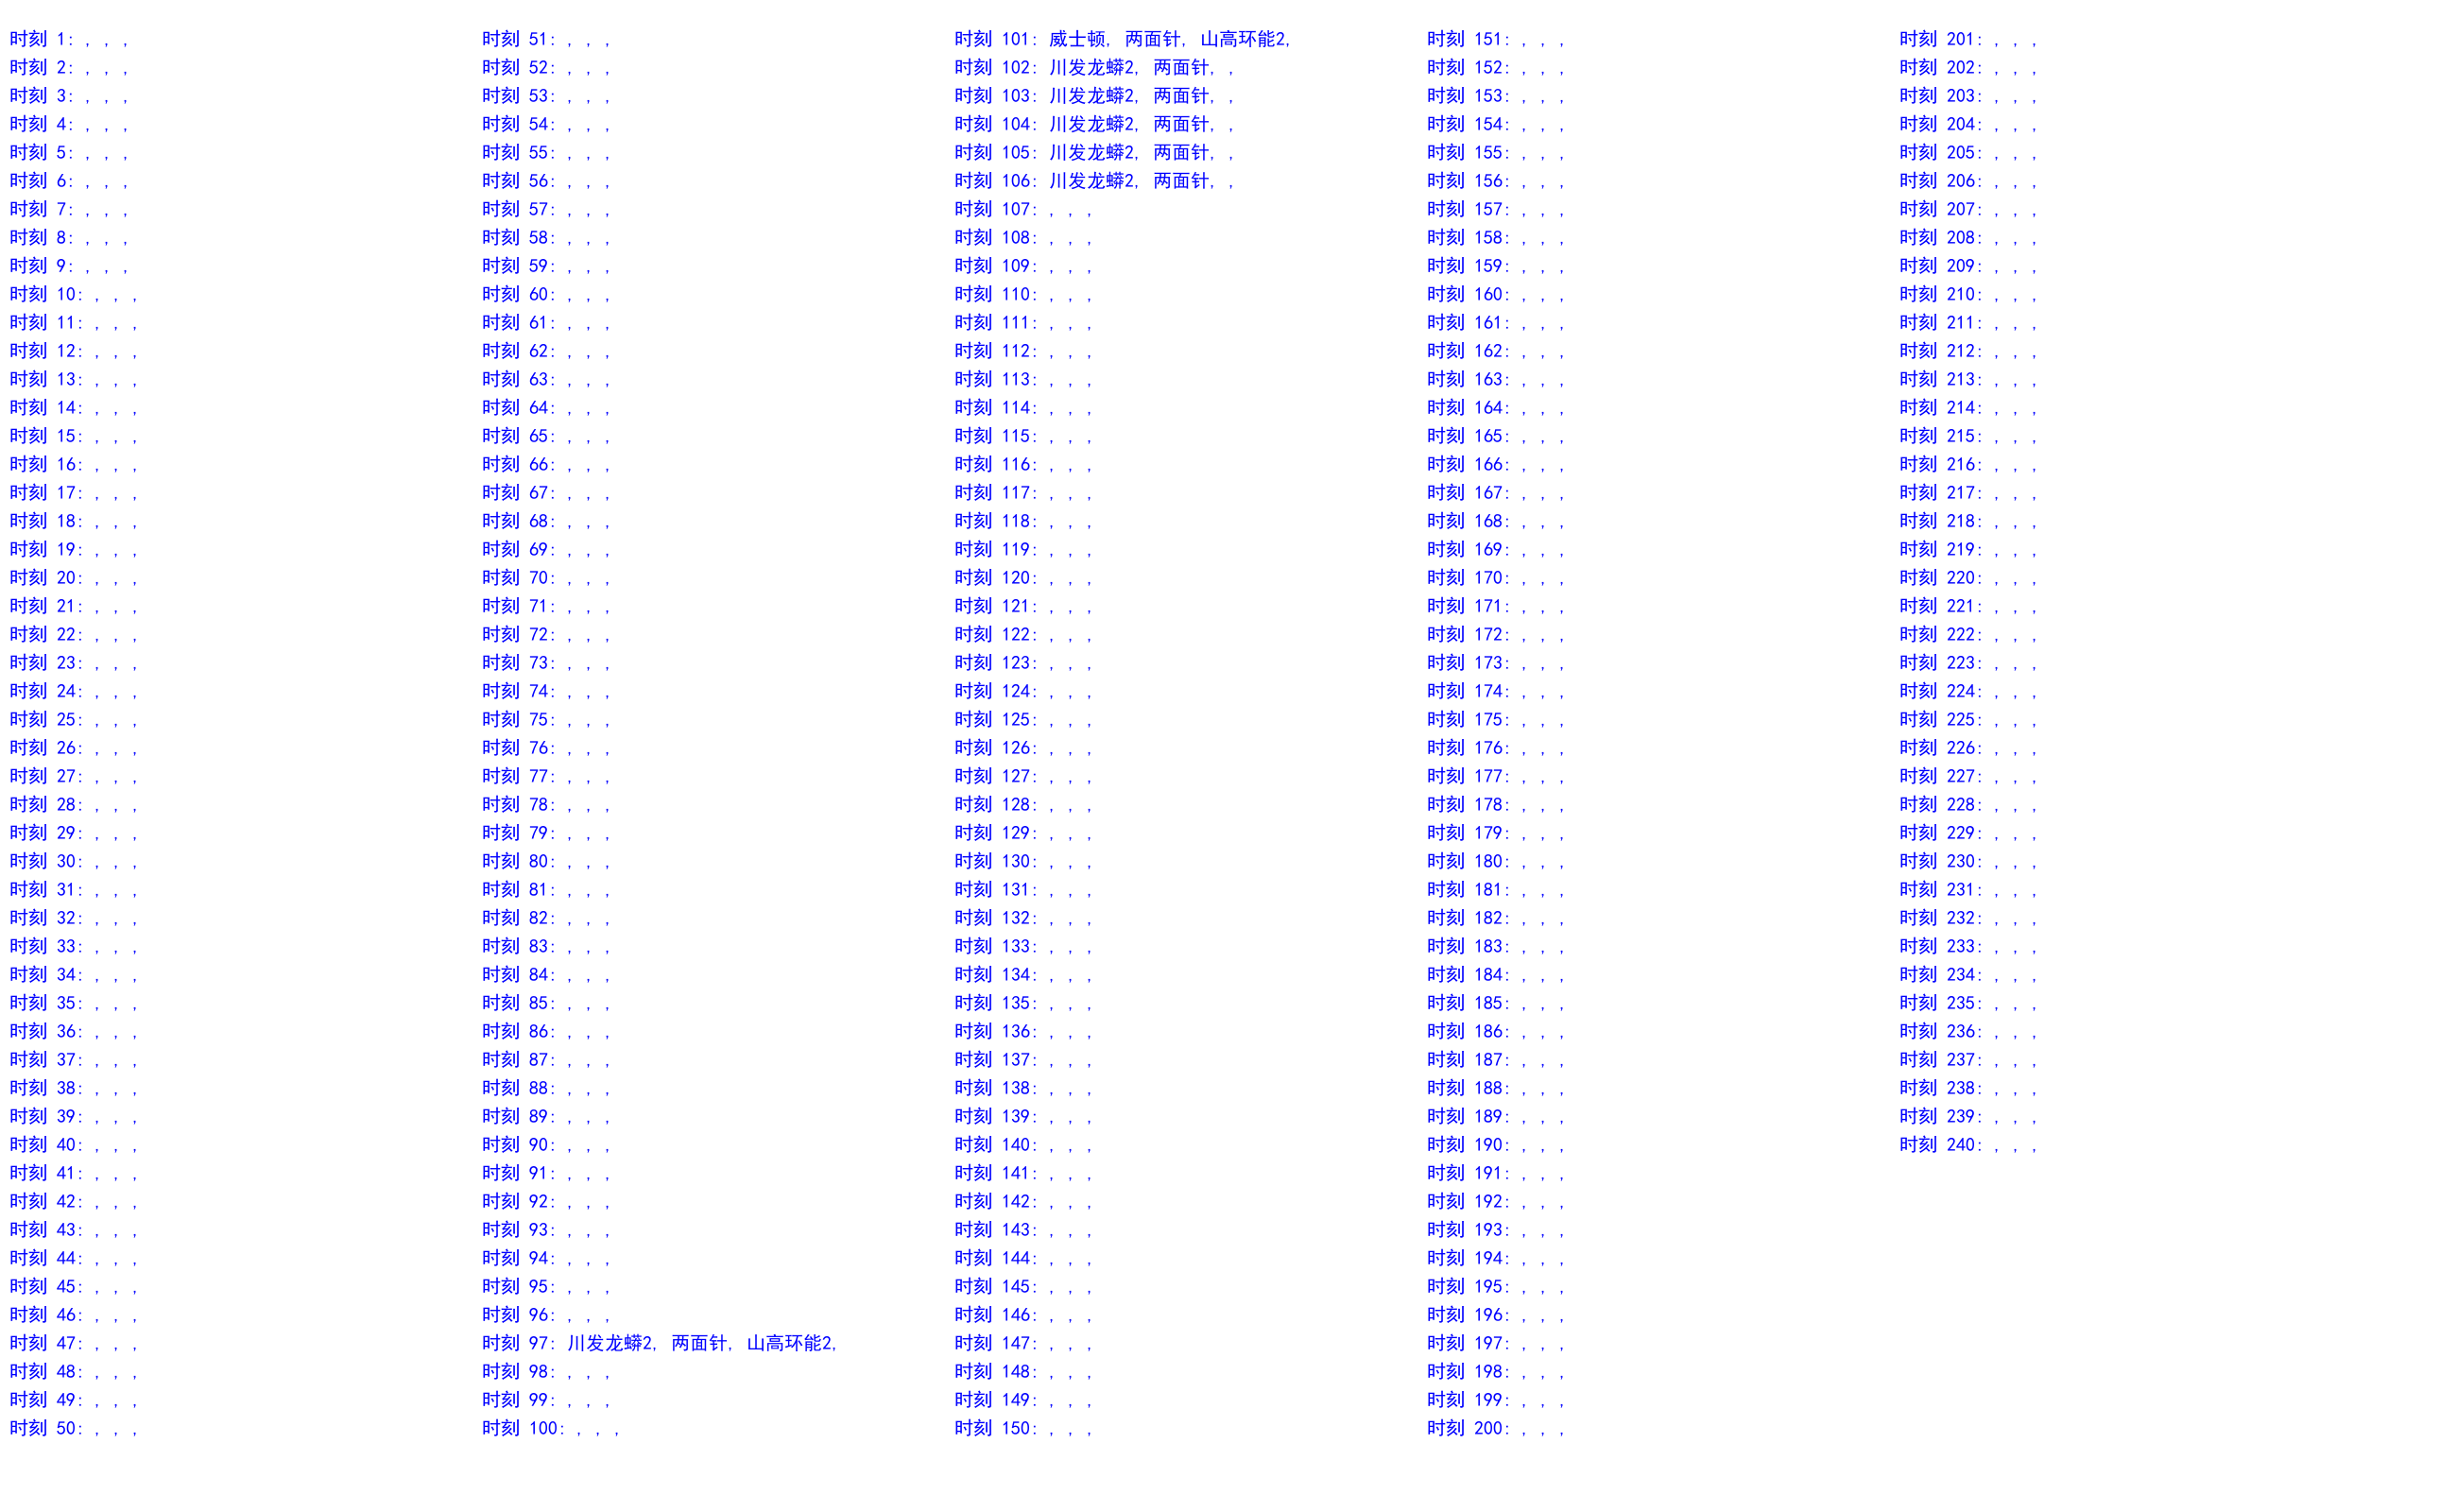 时刻 1: , , ,
时刻 2: , , ,
时刻 3: , , ,
时刻 4: , , ,
时刻 5: , , ,
时刻 6: , , ,
时刻 7: , , ,
时刻 8: , , ,
时刻 9: , , ,
时刻 10: , , ,
时刻 11: , , ,
时刻 12: , , ,
时刻 13: , , ,
时刻 14: , , ,
时刻 15: , , ,
时刻 16: , , ,
时刻 17: , , ,
时刻 18: , , ,
时刻 19: , , ,
时刻 20: , , ,
时刻 21: , , ,
时刻 22: , , ,
时刻 23: , , ,
时刻 24: , , ,
时刻 25: , , ,
时刻 26: , , ,
时刻 27: , , ,
时刻 28: , , ,
时刻 29: , , ,
时刻 30: , , ,
时刻 31: , , ,
时刻 32: , , ,
时刻 33: , , ,
时刻 34: , , ,
时刻 35: , , ,
时刻 36: , , ,
时刻 37: , , ,
时刻 38: , , ,
时刻 39: , , ,
时刻 40: , , ,
时刻 41: , , ,
时刻 42: , , ,
时刻 43: , , ,
时刻 44: , , ,
时刻 45: , , ,
时刻 46: , , ,
时刻 47: , , ,
时刻 48: , , ,
时刻 49: , , ,
时刻 50: , , ,
时刻 51: , , ,
时刻 52: , , ,
时刻 53: , , ,
时刻 54: , , ,
时刻 55: , , ,
时刻 56: , , ,
时刻 57: , , ,
时刻 58: , , ,
时刻 59: , , ,
时刻 60: , , ,
时刻 61: , , ,
时刻 62: , , ,
时刻 63: , , ,
时刻 64: , , ,
时刻 65: , , ,
时刻 66: , , ,
时刻 67: , , ,
时刻 68: , , ,
时刻 69: , , ,
时刻 70: , , ,
时刻 71: , , ,
时刻 72: , , ,
时刻 73: , , ,
时刻 74: , , ,
时刻 75: , , ,
时刻 76: , , ,
时刻 77: , , ,
时刻 78: , , ,
时刻 79: , , ,
时刻 80: , , ,
时刻 81: , , ,
时刻 82: , , ,
时刻 83: , , ,
时刻 84: , , ,
时刻 85: , , ,
时刻 86: , , ,
时刻 87: , , ,
时刻 88: , , ,
时刻 89: , , ,
时刻 90: , , ,
时刻 91: , , ,
时刻 92: , , ,
时刻 93: , , ,
时刻 94: , , ,
时刻 95: , , ,
时刻 96: , , ,
时刻 97: 川发龙蟒2, 两面针, 山高环能2,
时刻 98: , , ,
时刻 99: , , ,
时刻 100: , , ,
时刻 101: 威士顿, 两面针, 山高环能2,
时刻 102: 川发龙蟒2, 两面针, ,
时刻 103: 川发龙蟒2, 两面针, ,
时刻 104: 川发龙蟒2, 两面针, ,
时刻 105: 川发龙蟒2, 两面针, ,
时刻 106: 川发龙蟒2, 两面针, ,
时刻 107: , , ,
时刻 108: , , ,
时刻 109: , , ,
时刻 110: , , ,
时刻 111: , , ,
时刻 112: , , ,
时刻 113: , , ,
时刻 114: , , ,
时刻 115: , , ,
时刻 116: , , ,
时刻 117: , , ,
时刻 118: , , ,
时刻 119: , , ,
时刻 120: , , ,
时刻 121: , , ,
时刻 122: , , ,
时刻 123: , , ,
时刻 124: , , ,
时刻 125: , , ,
时刻 126: , , ,
时刻 127: , , ,
时刻 128: , , ,
时刻 129: , , ,
时刻 130: , , ,
时刻 131: , , ,
时刻 132: , , ,
时刻 133: , , ,
时刻 134: , , ,
时刻 135: , , ,
时刻 136: , , ,
时刻 137: , , ,
时刻 138: , , ,
时刻 139: , , ,
时刻 140: , , ,
时刻 141: , , ,
时刻 142: , , ,
时刻 143: , , ,
时刻 144: , , ,
时刻 145: , , ,
时刻 146: , , ,
时刻 147: , , ,
时刻 148: , , ,
时刻 149: , , ,
时刻 150: , , ,
时刻 151: , , ,
时刻 152: , , ,
时刻 153: , , ,
时刻 154: , , ,
时刻 155: , , ,
时刻 156: , , ,
时刻 157: , , ,
时刻 158: , , ,
时刻 159: , , ,
时刻 160: , , ,
时刻 161: , , ,
时刻 162: , , ,
时刻 163: , , ,
时刻 164: , , ,
时刻 165: , , ,
时刻 166: , , ,
时刻 167: , , ,
时刻 168: , , ,
时刻 169: , , ,
时刻 170: , , ,
时刻 171: , , ,
时刻 172: , , ,
时刻 173: , , ,
时刻 174: , , ,
时刻 175: , , ,
时刻 176: , , ,
时刻 177: , , ,
时刻 178: , , ,
时刻 179: , , ,
时刻 180: , , ,
时刻 181: , , ,
时刻 182: , , ,
时刻 183: , , ,
时刻 184: , , ,
时刻 185: , , ,
时刻 186: , , ,
时刻 187: , , ,
时刻 188: , , ,
时刻 189: , , ,
时刻 190: , , ,
时刻 191: , , ,
时刻 192: , , ,
时刻 193: , , ,
时刻 194: , , ,
时刻 195: , , ,
时刻 196: , , ,
时刻 197: , , ,
时刻 198: , , ,
时刻 199: , , ,
时刻 200: , , ,
时刻 201: , , ,
时刻 202: , , ,
时刻 203: , , ,
时刻 204: , , ,
时刻 205: , , ,
时刻 206: , , ,
时刻 207: , , ,
时刻 208: , , ,
时刻 209: , , ,
时刻 210: , , ,
时刻 211: , , ,
时刻 212: , , ,
时刻 213: , , ,
时刻 214: , , ,
时刻 215: , , ,
时刻 216: , , ,
时刻 217: , , ,
时刻 218: , , ,
时刻 219: , , ,
时刻 220: , , ,
时刻 221: , , ,
时刻 222: , , ,
时刻 223: , , ,
时刻 224: , , ,
时刻 225: , , ,
时刻 226: , , ,
时刻 227: , , ,
时刻 228: , , ,
时刻 229: , , ,
时刻 230: , , ,
时刻 231: , , ,
时刻 232: , , ,
时刻 233: , , ,
时刻 234: , , ,
时刻 235: , , ,
时刻 236: , , ,
时刻 237: , , ,
时刻 238: , , ,
时刻 239: , , ,
时刻 240: , , ,